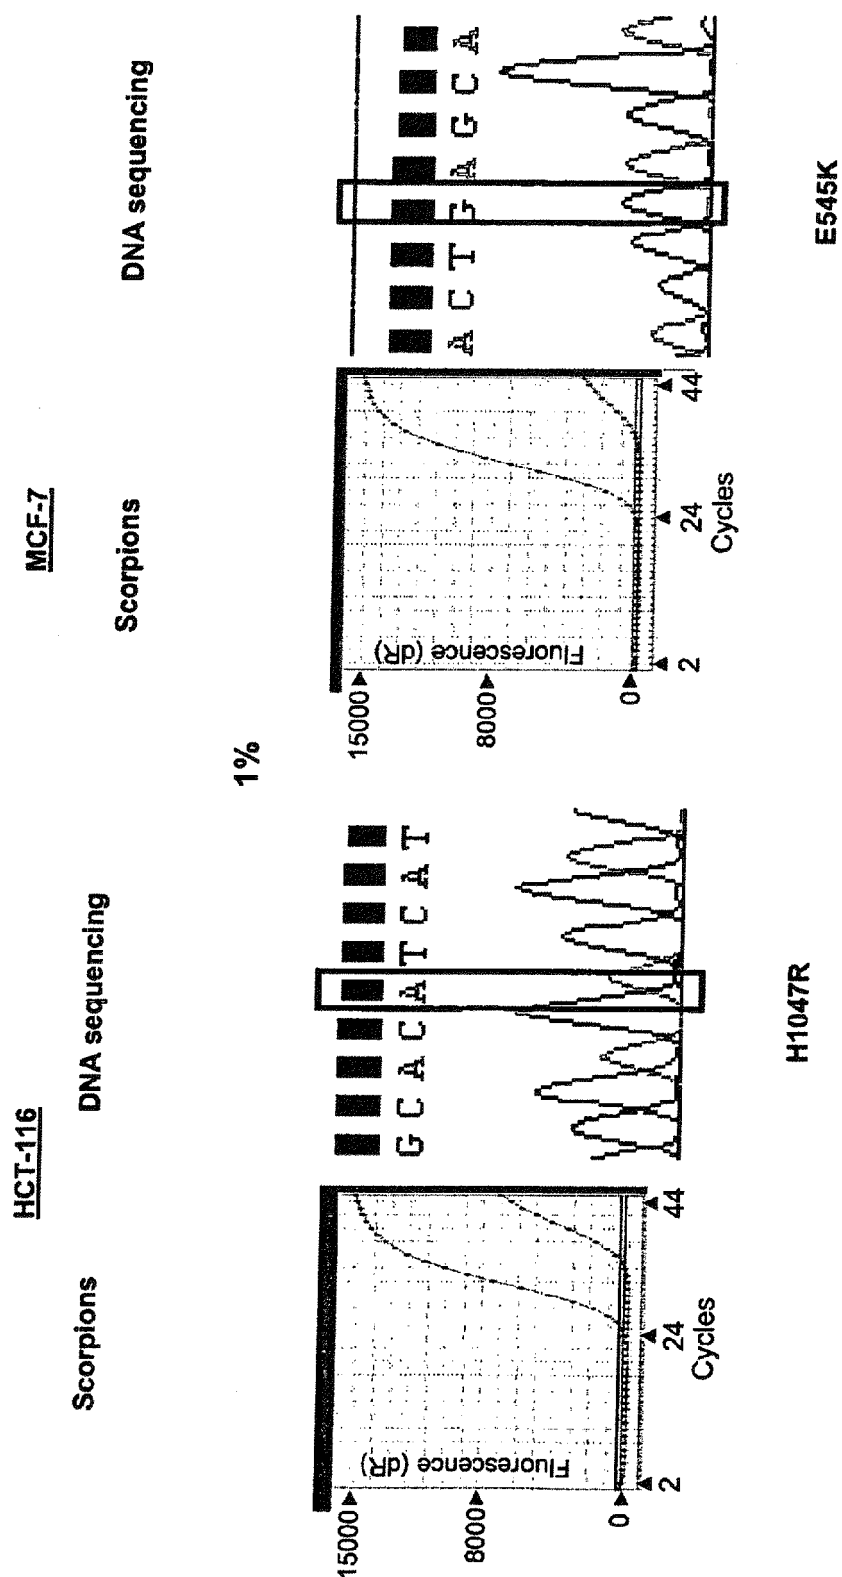 HCT-116
Scorpions
DNA sequencing
15000
8000
0
Fluorescence (dR)
2
24
44
Cycles
G C A C A T C A T
H1047R
1%
MCF-7
Scorpions
DNA sequencing
15000
8000
0
Fluorescence (dR)
2
24
44
Cycles
A C T G A G C A
E545K